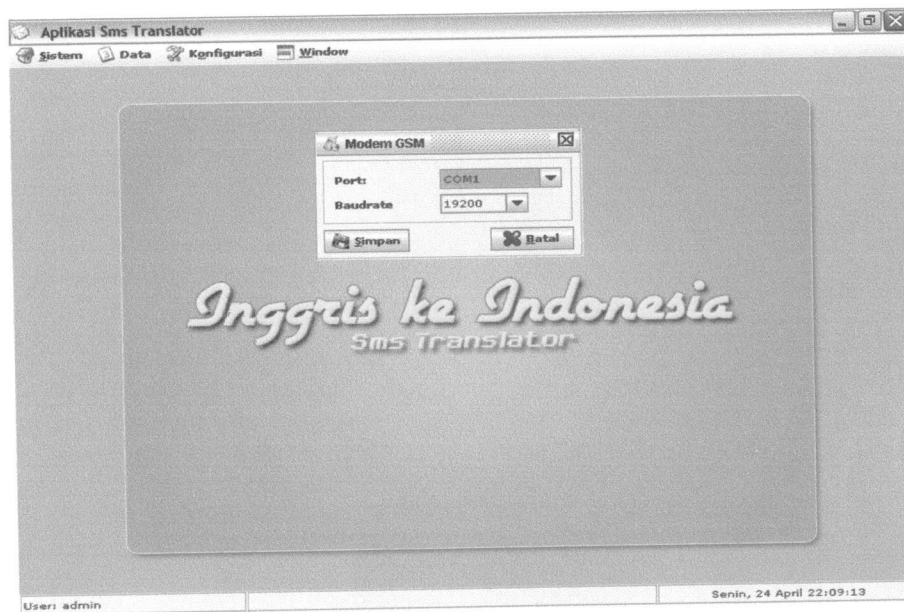 Aplikasi Sms Translator
Sistem Data Konfigurasi Window
Modem GSM
Port: COM1
Baudrate 19200
Simpan Batal
Inggris ke Indonesia
Sms Translator
User: admin Senin, 24 April 22:09:13